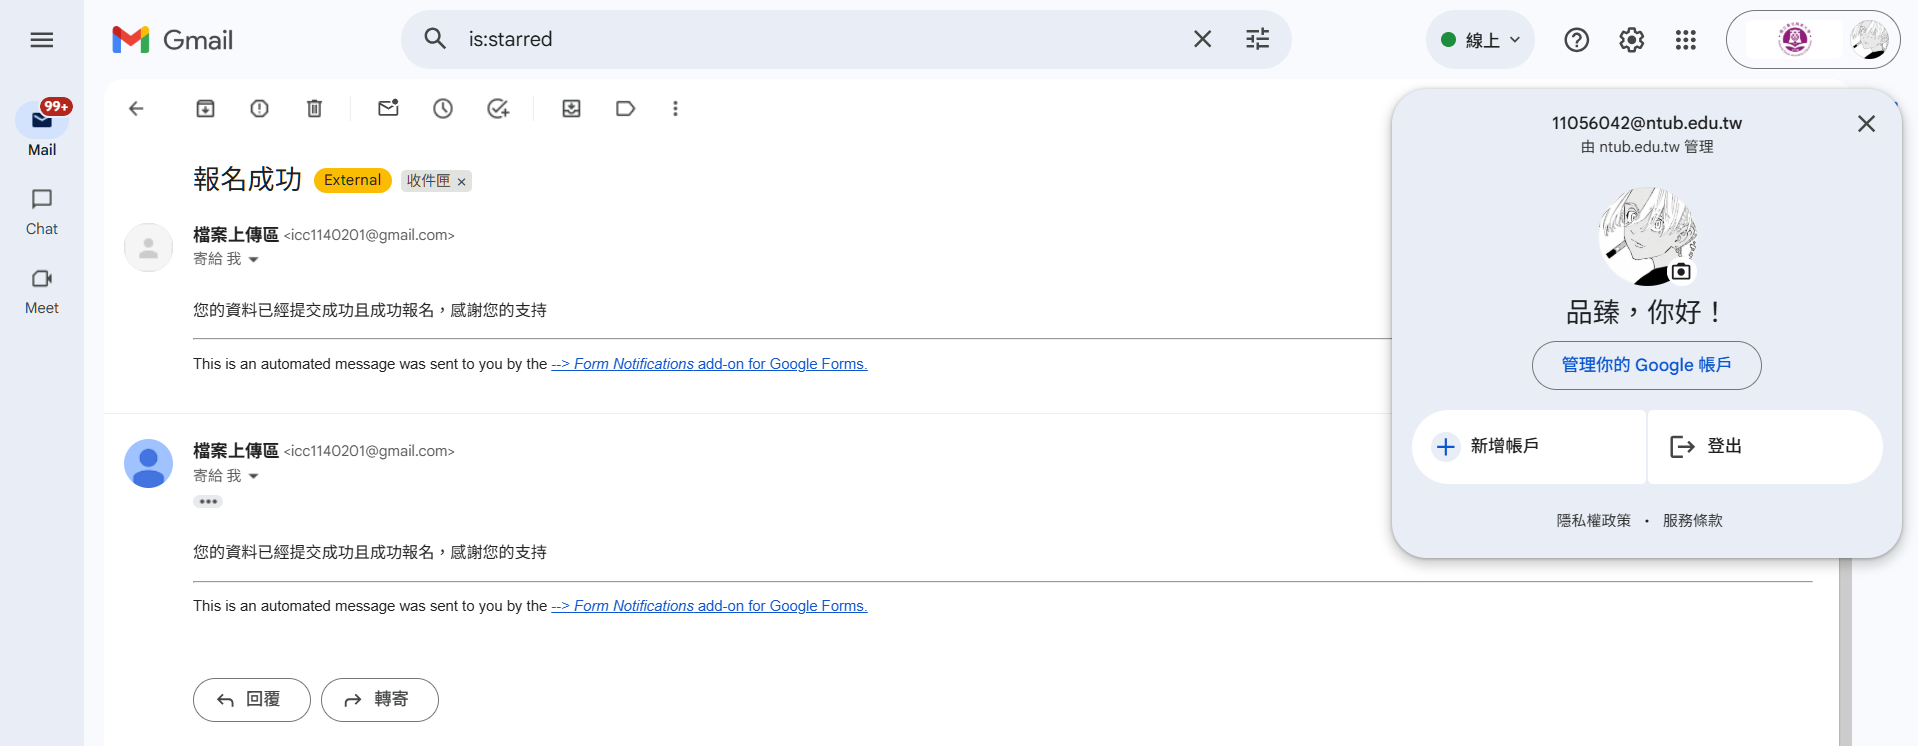 Gmail
is:starred
線上
99+
Mail
Chat
Meet
報名成功 External 收件匣 ×
檔案上傳區 <icc1140201@gmail.com>
寄給 我
您的資料已經提交成功且成功報名，感謝您的支持
This is an automated message was sent to you by the --> Form Notifications add-on for Google Forms.
檔案上傳區 <icc1140201@gmail.com>
寄給 我
您的資料已經提交成功且成功報名，感謝您的支持
This is an automated message was sent to you by the --> Form Notifications add-on for Google Forms.
回覆
轉寄
11056042@ntub.edu.tw
由 ntub.edu.tw 管理
品臻，你好！
管理你的 Google 帳戶
新增帳戶
登出
隱私權政策 • 服務條款